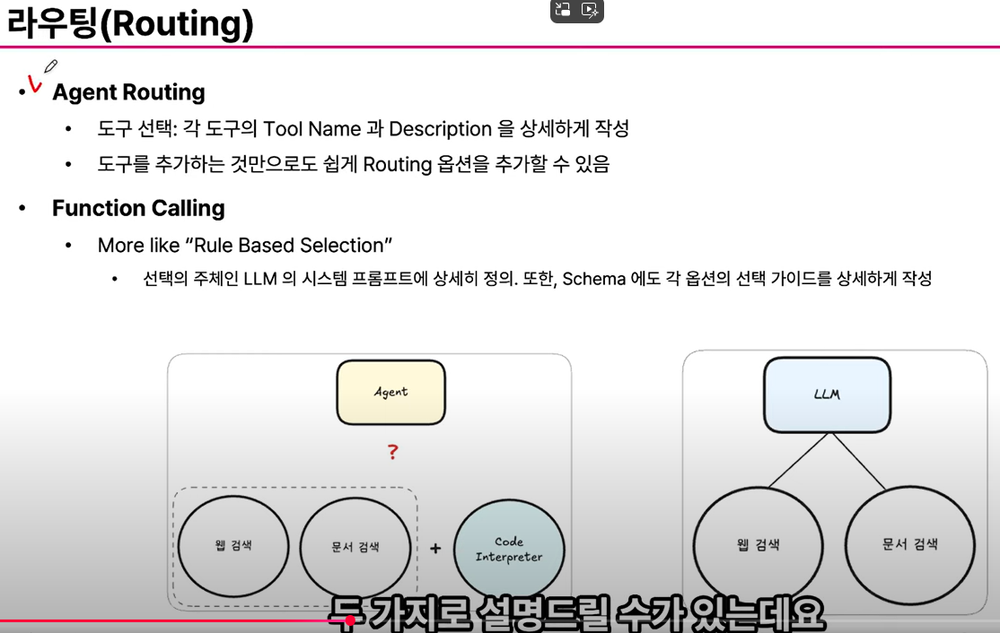 라우팅(Routing)
• Agent Routing
• 도구 선택: 각 도구의 Tool Name 과 Description 을 상세하게 작성
• 도구를 추가하는 것만으로도 쉽게 Routing 옵션을 추가할 수 있음
• Function Calling
• More like “Rule Based Selection”
• 선택의 주체인 LLM 의 시스템 프롬프트에 상세히 정의. 또한, Schema 에도 각 옵션의 선택 가이드를 상세하게 작성
Agent
?
웹 검색
문서 검색
+
Code
Interpreter
LLM
웹 검색
문서 검색
두 가지로 설명드릴 수가 있는데요